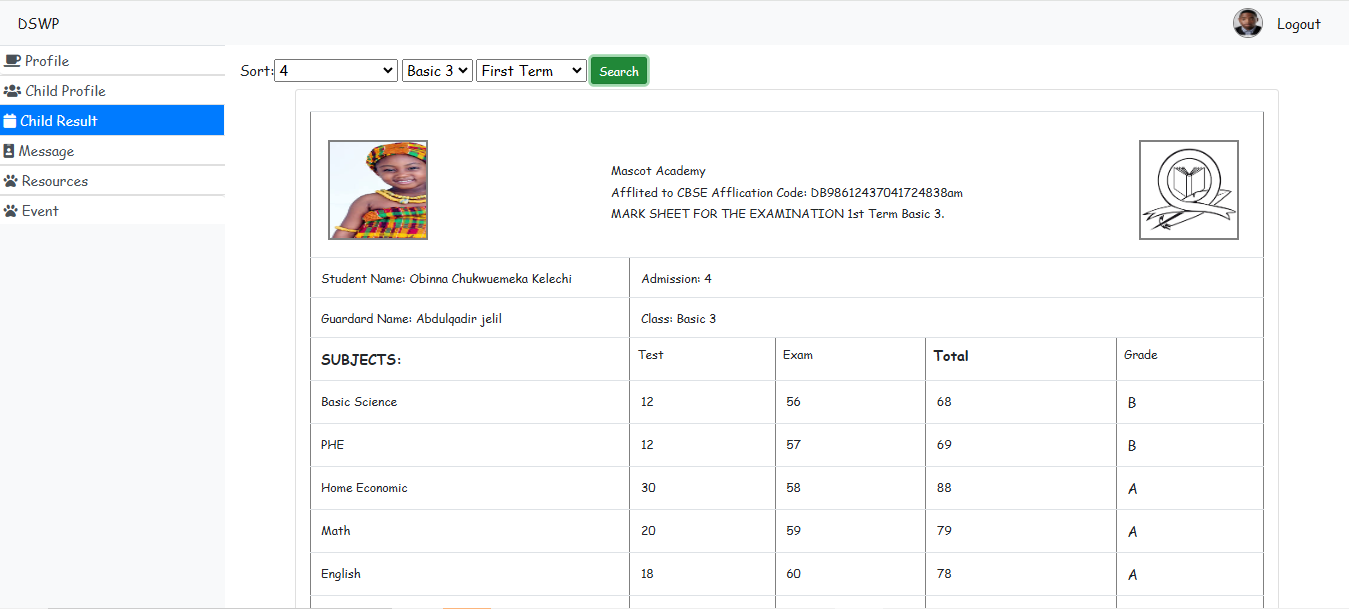 DSWP Logout
Profile
Child Profile
Child Result
Message
Resources
Event
Sort: 4 Basic 3 First Term Search
Mascot Academy
Afflited to CBSE Afflication Code: DB98612437041724838am
MARK SHEET FOR THE EXAMINATION 1st Term Basic 3.
Student Name: Obinna Chukwuemeka Kelechi Admission: 4
Guardard Name: Abdulqadir jelil Class: Basic 3
SUBJECTS: Test Exam Total Grade
Basic Science 12 56 68 B
PHE 12 57 69 B
Home Economic 30 58 88 A
Math 20 59 79 A
English 18 60 78 A